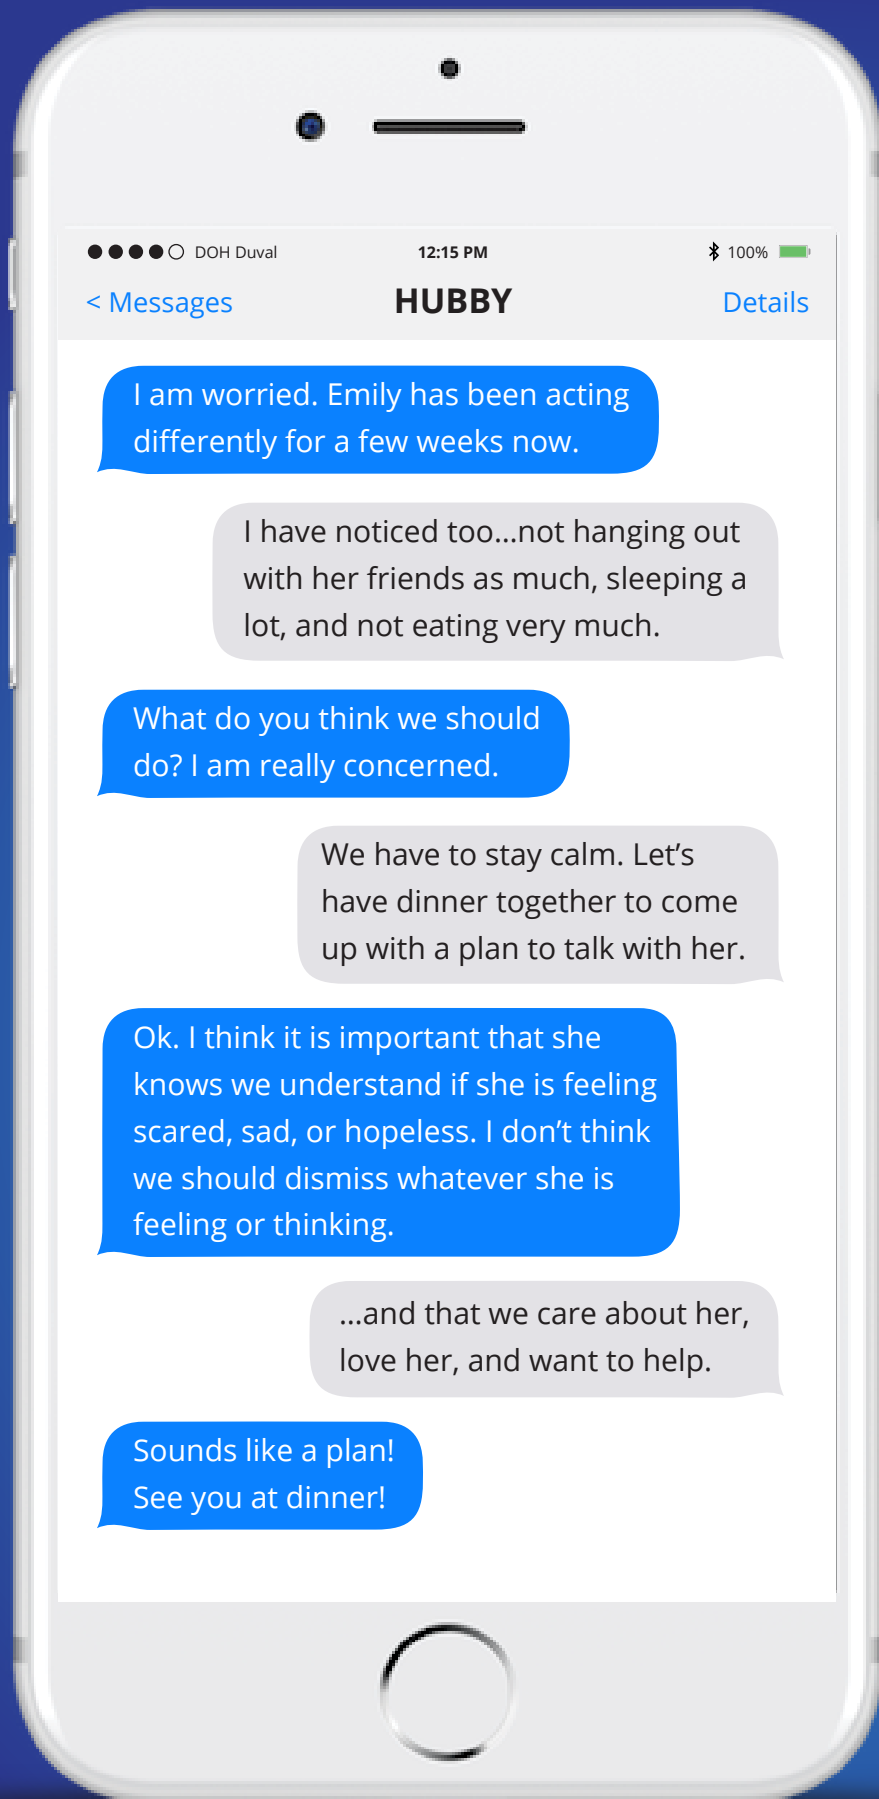 DOH Duval 12:15 PM 100%
< Messages HUBBY Details
I am worried. Emily has been acting
differently for a few weeks now.
I have noticed too...not hanging out
with her friends as much, sleeping a
lot, and not eating very much.
What do you think we should
do? I am really concerned.
We have to stay calm. Let’s
have dinner together to come
up with a plan to talk with her.
Ok. I think it is important that she
knows we understand if she is feeling
scared, sad, or hopeless. I don’t think
we should dismiss whatever she is
feeling or thinking.
...and that we care about her,
love her, and want to help.
Sounds like a plan!
See you at dinner!